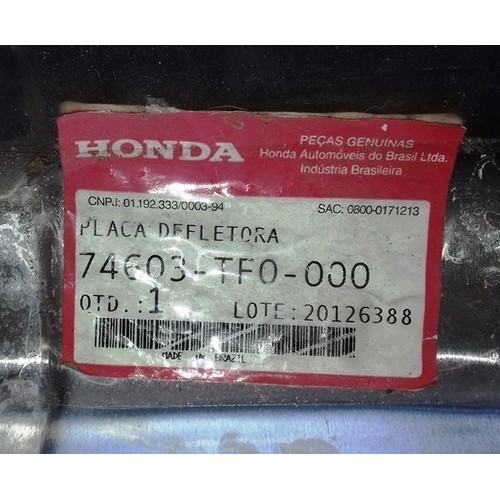 HONDA
PEÇAS GENUÍNAS
Honda Automóveis do Brasil Ltda.
Indústria Brasileira
CNPJ: 01.192.333/0003-94
SAC: 0800-0171213
PLACA DEFLETORA
74603-TF0-000
QTD.:1 LOTE:20126388
MADE IN BRAZIL